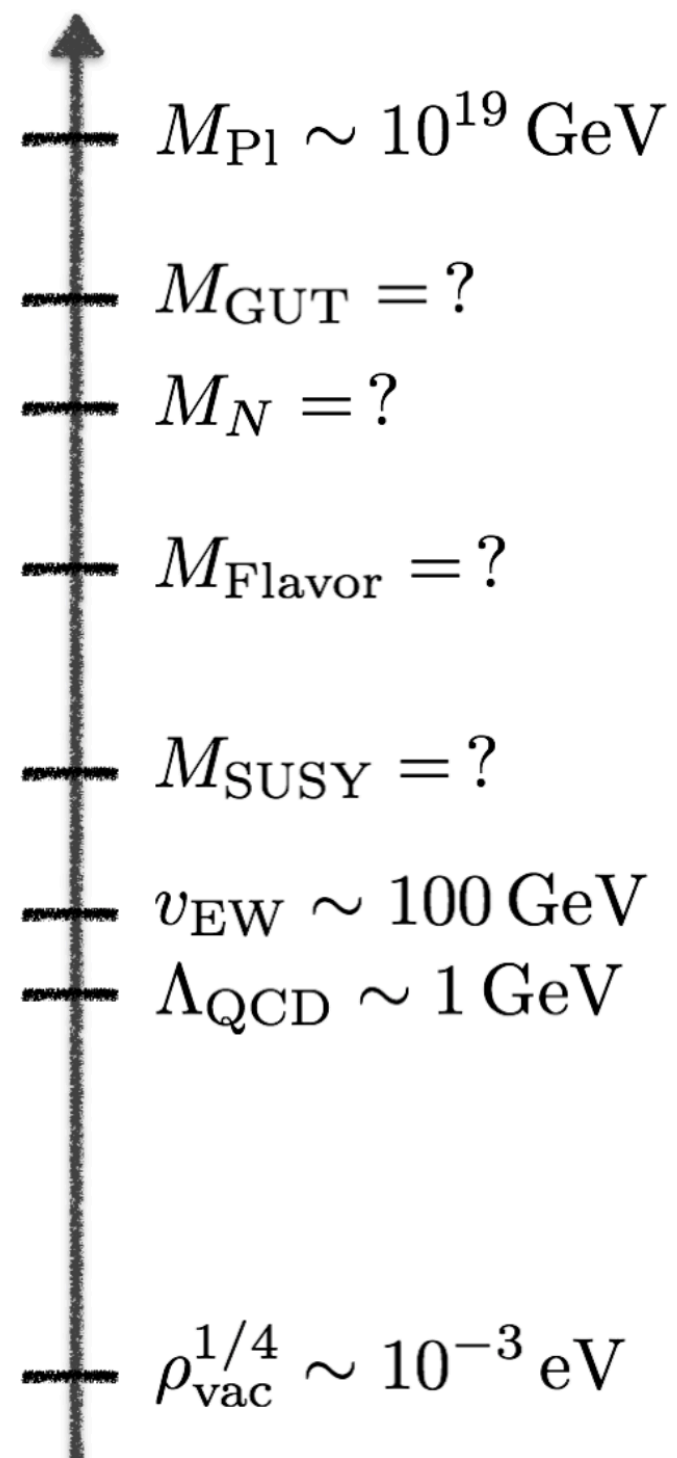 M_Pl ∼ 10^19 GeV
M_GUT = ?
M_N = ?
M_Flavor = ?
M_SUSY = ?
v_EW ∼ 100 GeV
Λ_QCD ∼ 1 GeV
ρ_vac^1/4 ∼ 10^−3 eV